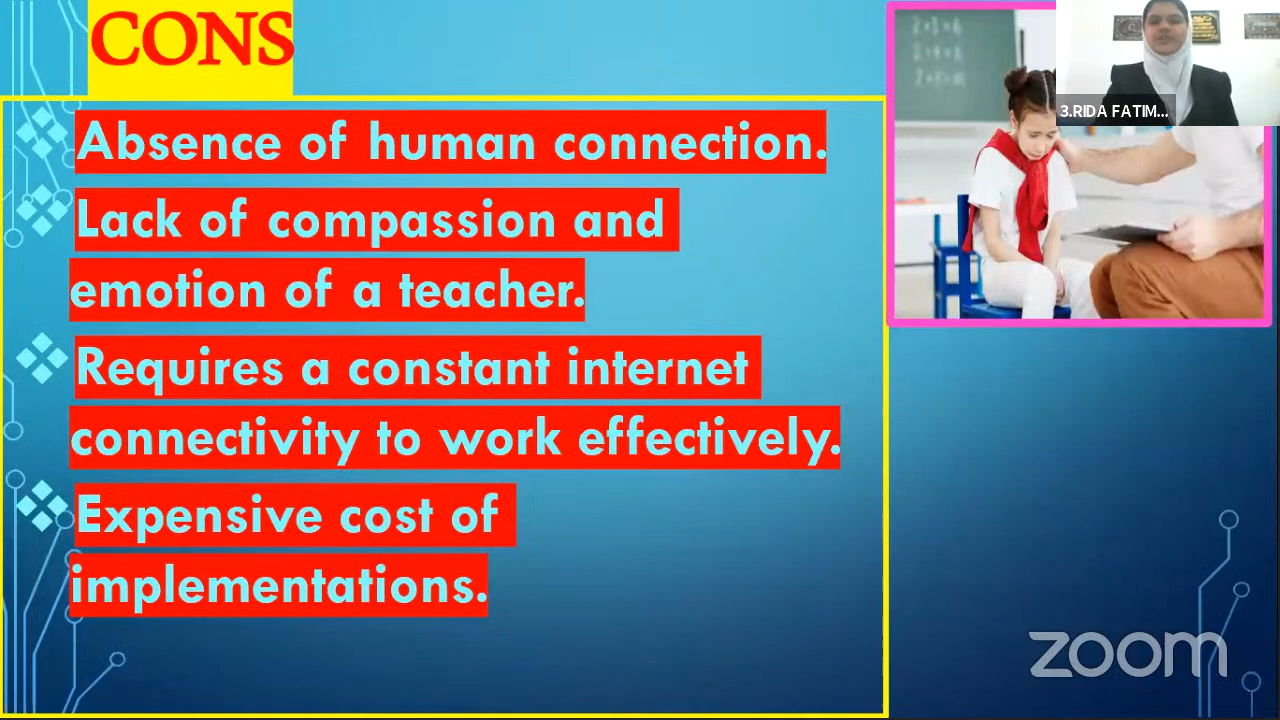 CONS
Absence of human connection.
Lack of compassion and
emotion of a teacher.
Requires a constant internet
connectivity to work effectively.
Expensive cost of
implementations.
3.RIDA FATIM...
zoom